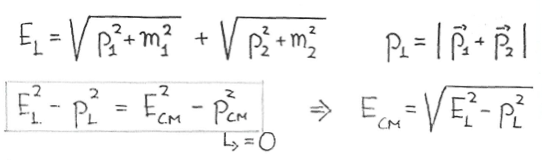 E_L = √(p₁² + m₁²) + √(p₂² + m₂²)    p_L = | p⃗₁ + p⃗₂ |
E_L² - p_L² = E_CM² - p_CM²  ⇒  E_CM = √(E_L² - p_L²)
↳ = 0